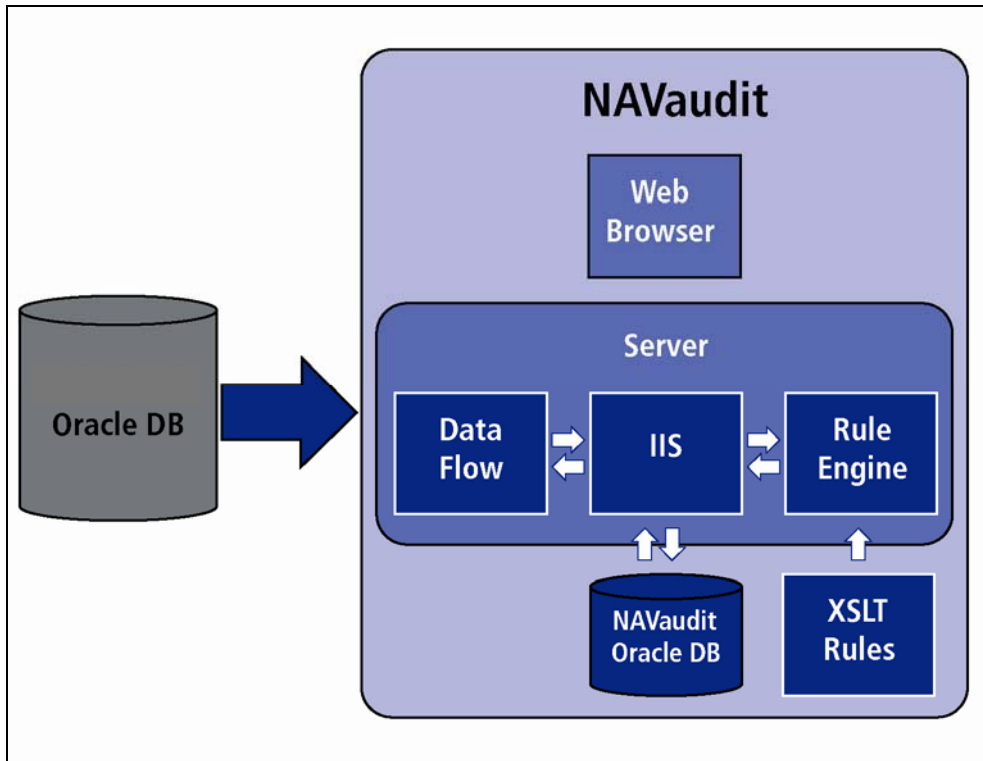 NAVaudit
Web
Browser
Server
Oracle DB
Data
Flow
IIS
Rule
Engine
NAVaudit
Oracle DB
XSLT
Rules